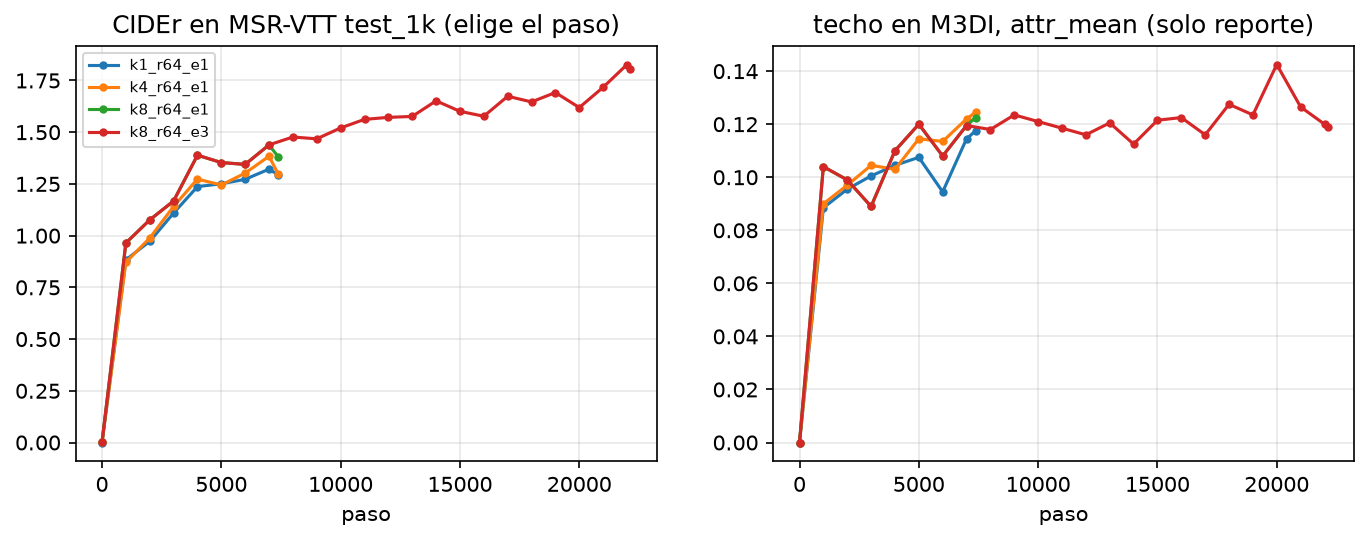 CIDEr en MSR-VTT test_1k (elige el paso)
1.75
1.50
1.25
1.00
0.75
0.50
0.25
0.00
k1_r64_e1
k4_r64_e1
k8_r64_e1
k8_r64_e3
0 5000 10000 15000 20000
paso
techo en M3DI, attr_mean (solo reporte)
0.14
0.12
0.10
0.08
0.06
0.04
0.02
0.00
0 5000 10000 15000 20000
paso